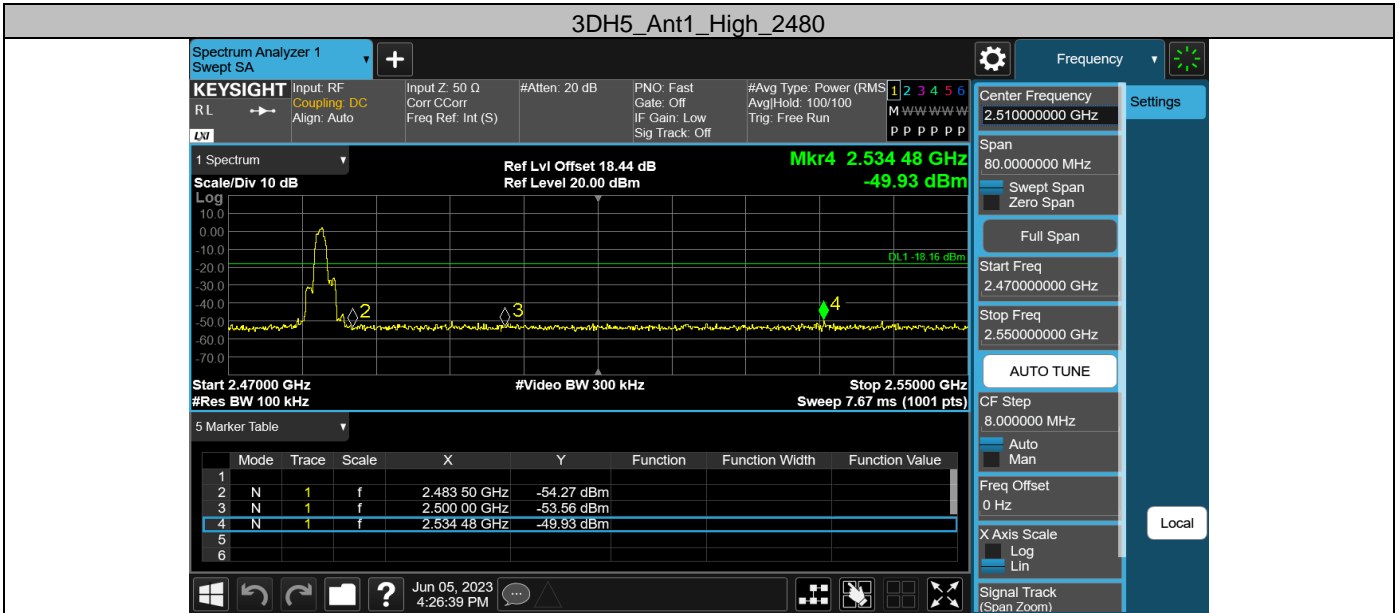 3DH5_Ant1_High_2480
Spectrum Analyzer 1
Swept SA
+
Frequency
KEYSIGHT
RL
LXI
Input: RF
Coupling: DC
Align: Auto
Input Z: 50 Ω
Corr CCorr
Freq Ref: Int (S)
#Atten: 20 dB
PNO: Fast
Gate: Off
IF Gain: Low
Sig Track: Off
#Avg Type: Power (RMS
Avg|Hold: 100/100
Trig: Free Run
1 2 3 4 5 6
M W W W W W
P P P P P P
1 Spectrum
Scale/Div 10 dB
Ref Lvl Offset 18.44 dB
Ref Level 20.00 dBm
Mkr4 2.534 48 GHz
-49.93 dBm
Log
10.0
0.00
-10.0
DL1 -18.16 dBm
-20.0
-30.0
-40.0
-50.0
-60.0
-70.0
2
3
4
Start 2.47000 GHz
#Video BW 300 kHz
Stop 2.55000 GHz
#Res BW 100 kHz
Sweep 7.67 ms (1001 pts)
5 Marker Table
Mode Trace Scale X Y Function Function Width Function Value
1
2 N 1 f 2.483 50 GHz -54.27 dBm
3 N 1 f 2.500 00 GHz -53.56 dBm
4 N 1 f 2.534 48 GHz -49.93 dBm
5
6
?
Jun 05, 2023
4:26:39 PM
Center Frequency
2.510000000 GHz
Settings
Span
80.0000000 MHz
Swept Span
Zero Span
Full Span
Start Freq
2.470000000 GHz
Stop Freq
2.550000000 GHz
AUTO TUNE
CF Step
8.000000 MHz
Auto
Man
Freq Offset
0 Hz
Local
X Axis Scale
Log
Lin
Signal Track
(Span Zoom)